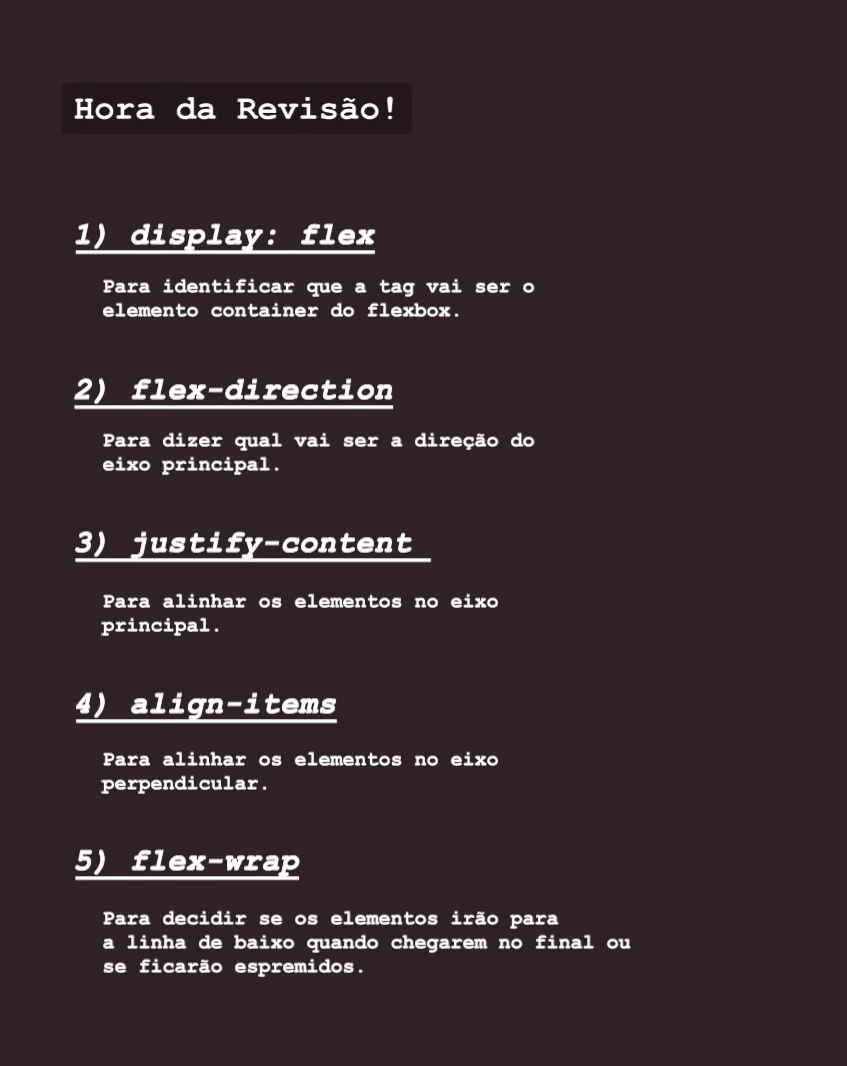 Hora da Revisão!
1) display: flex
Para identificar que a tag vai ser o
elemento container do flexbox.
2) flex-direction
Para dizer qual vai ser a direção do
eixo principal.
3) justify-content
Para alinhar os elementos no eixo
principal.
4) align-items
Para alinhar os elementos no eixo
perpendicular.
5) flex-wrap
Para decidir se os elementos irão para
a linha de baixo quando chegarem no final ou
se ficarão espremidos.